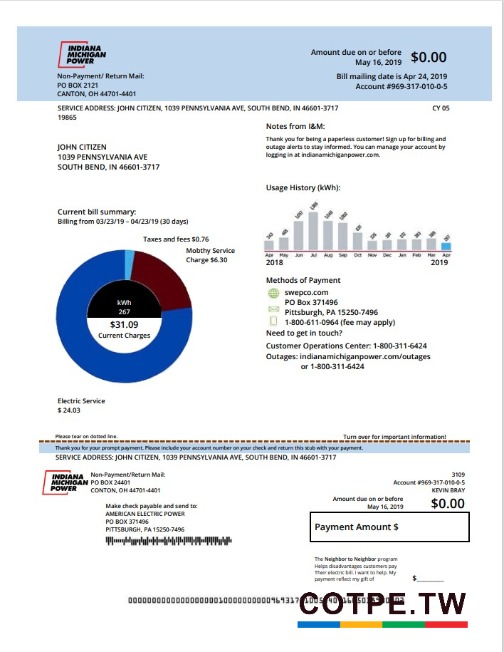 INDIANA
MICHIGAN
POWER
Amount due on or before
May 16, 2019
$0.00
Non-Payment/ Return Mail:
PO BOX 2121
CANTON, OH 44701-4401
Bill mailing date is Apr 24, 2019
Account #969-317-010-0-5
SERVICE ADDRESS: JOHN CITIZEN, 1039 PENNSYLVANIA AVE, SOUTH BEND, IN 46601-3717
CY 05
19865
Notes from I&M:
Thank you for being a paperless customer! Sign up for billing and
outage alerts to stay informed. You can manage your account by
logging in at indianamichiganpower.com.
JOHN CITIZEN
1039 PENNSYLVANIA AVE
SOUTH BEND, IN 46601-3717
Usage History (kWh):
Apr May Jun Jul Aug Sep Oct Nov Dec Jan Feb Mar Apr
2018
2019
Current bill summary:
Billing from 03/23/19 – 04/23/19 (30 days)
Taxes and fees $0.76
Mobthy Service
Charge $6.30
kWh
267
$31.09
Current Charges
Electric Service
$ 24.03
Methods of Payment
swepco.com
PO Box 371496
Pittsburgh, PA 15250-7496
1-800-611-0964 (fee may apply)
Need to get in touch?
Customer Operations Center: 1-800-311-6424
Outages: indianamichiganpower.com/outages
or 1-800-311-6424
Please tear on dotted line.
Turn over for important information!
Thank you for your prompt payment. Please include your account number on your check and return this stub with your payment.
SERVICE ADDRESS: JOHN CITIZEN, 1039 PENNSYLVANIA AVE, SOUTH BEND, IN 46601-3717
INDIANA
MICHIGAN
POWER
Non-Payment/Return Mail:
PO BOX 24401
CONTON, OH 44701-4401
3109
Account #969-317-010-0-5
KEVIN BRAY
Amount due on or before
May 16, 2019
$0.00
Make check payable and send to:
AMERICAN ELECTRIC POWER
PO BOX 371496
PITTSBURGH, PA 15250-7496
Payment Amount $
The Neighbor to Neighbor program
Helps disadvantages customers pay
Their electric bill. I want to help. My
payment reflect my gift of
$
COTPE.TW